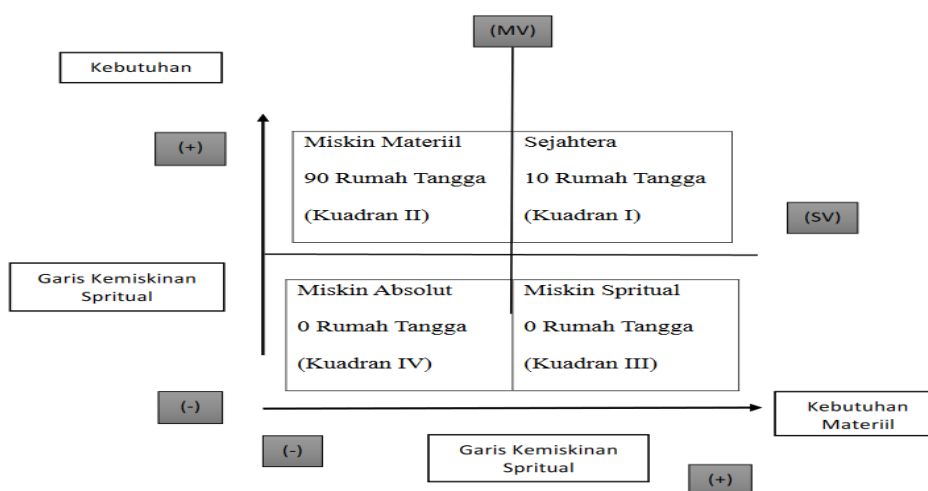 (MV)
Kebutuhan
(+)
Miskin Materiil
90 Rumah Tangga
(Kuadran II)
Sejahtera
10 Rumah Tangga
(Kuadran I)
(SV)
Garis Kemiskinan
Spritual
Miskin Absolut
0 Rumah Tangga
(Kuadran IV)
Miskin Spritual
0 Rumah Tangga
(Kuadran III)
(-)
Kebutuhan
Materiil
(-)
Garis Kemiskinan
Spritual
(+)